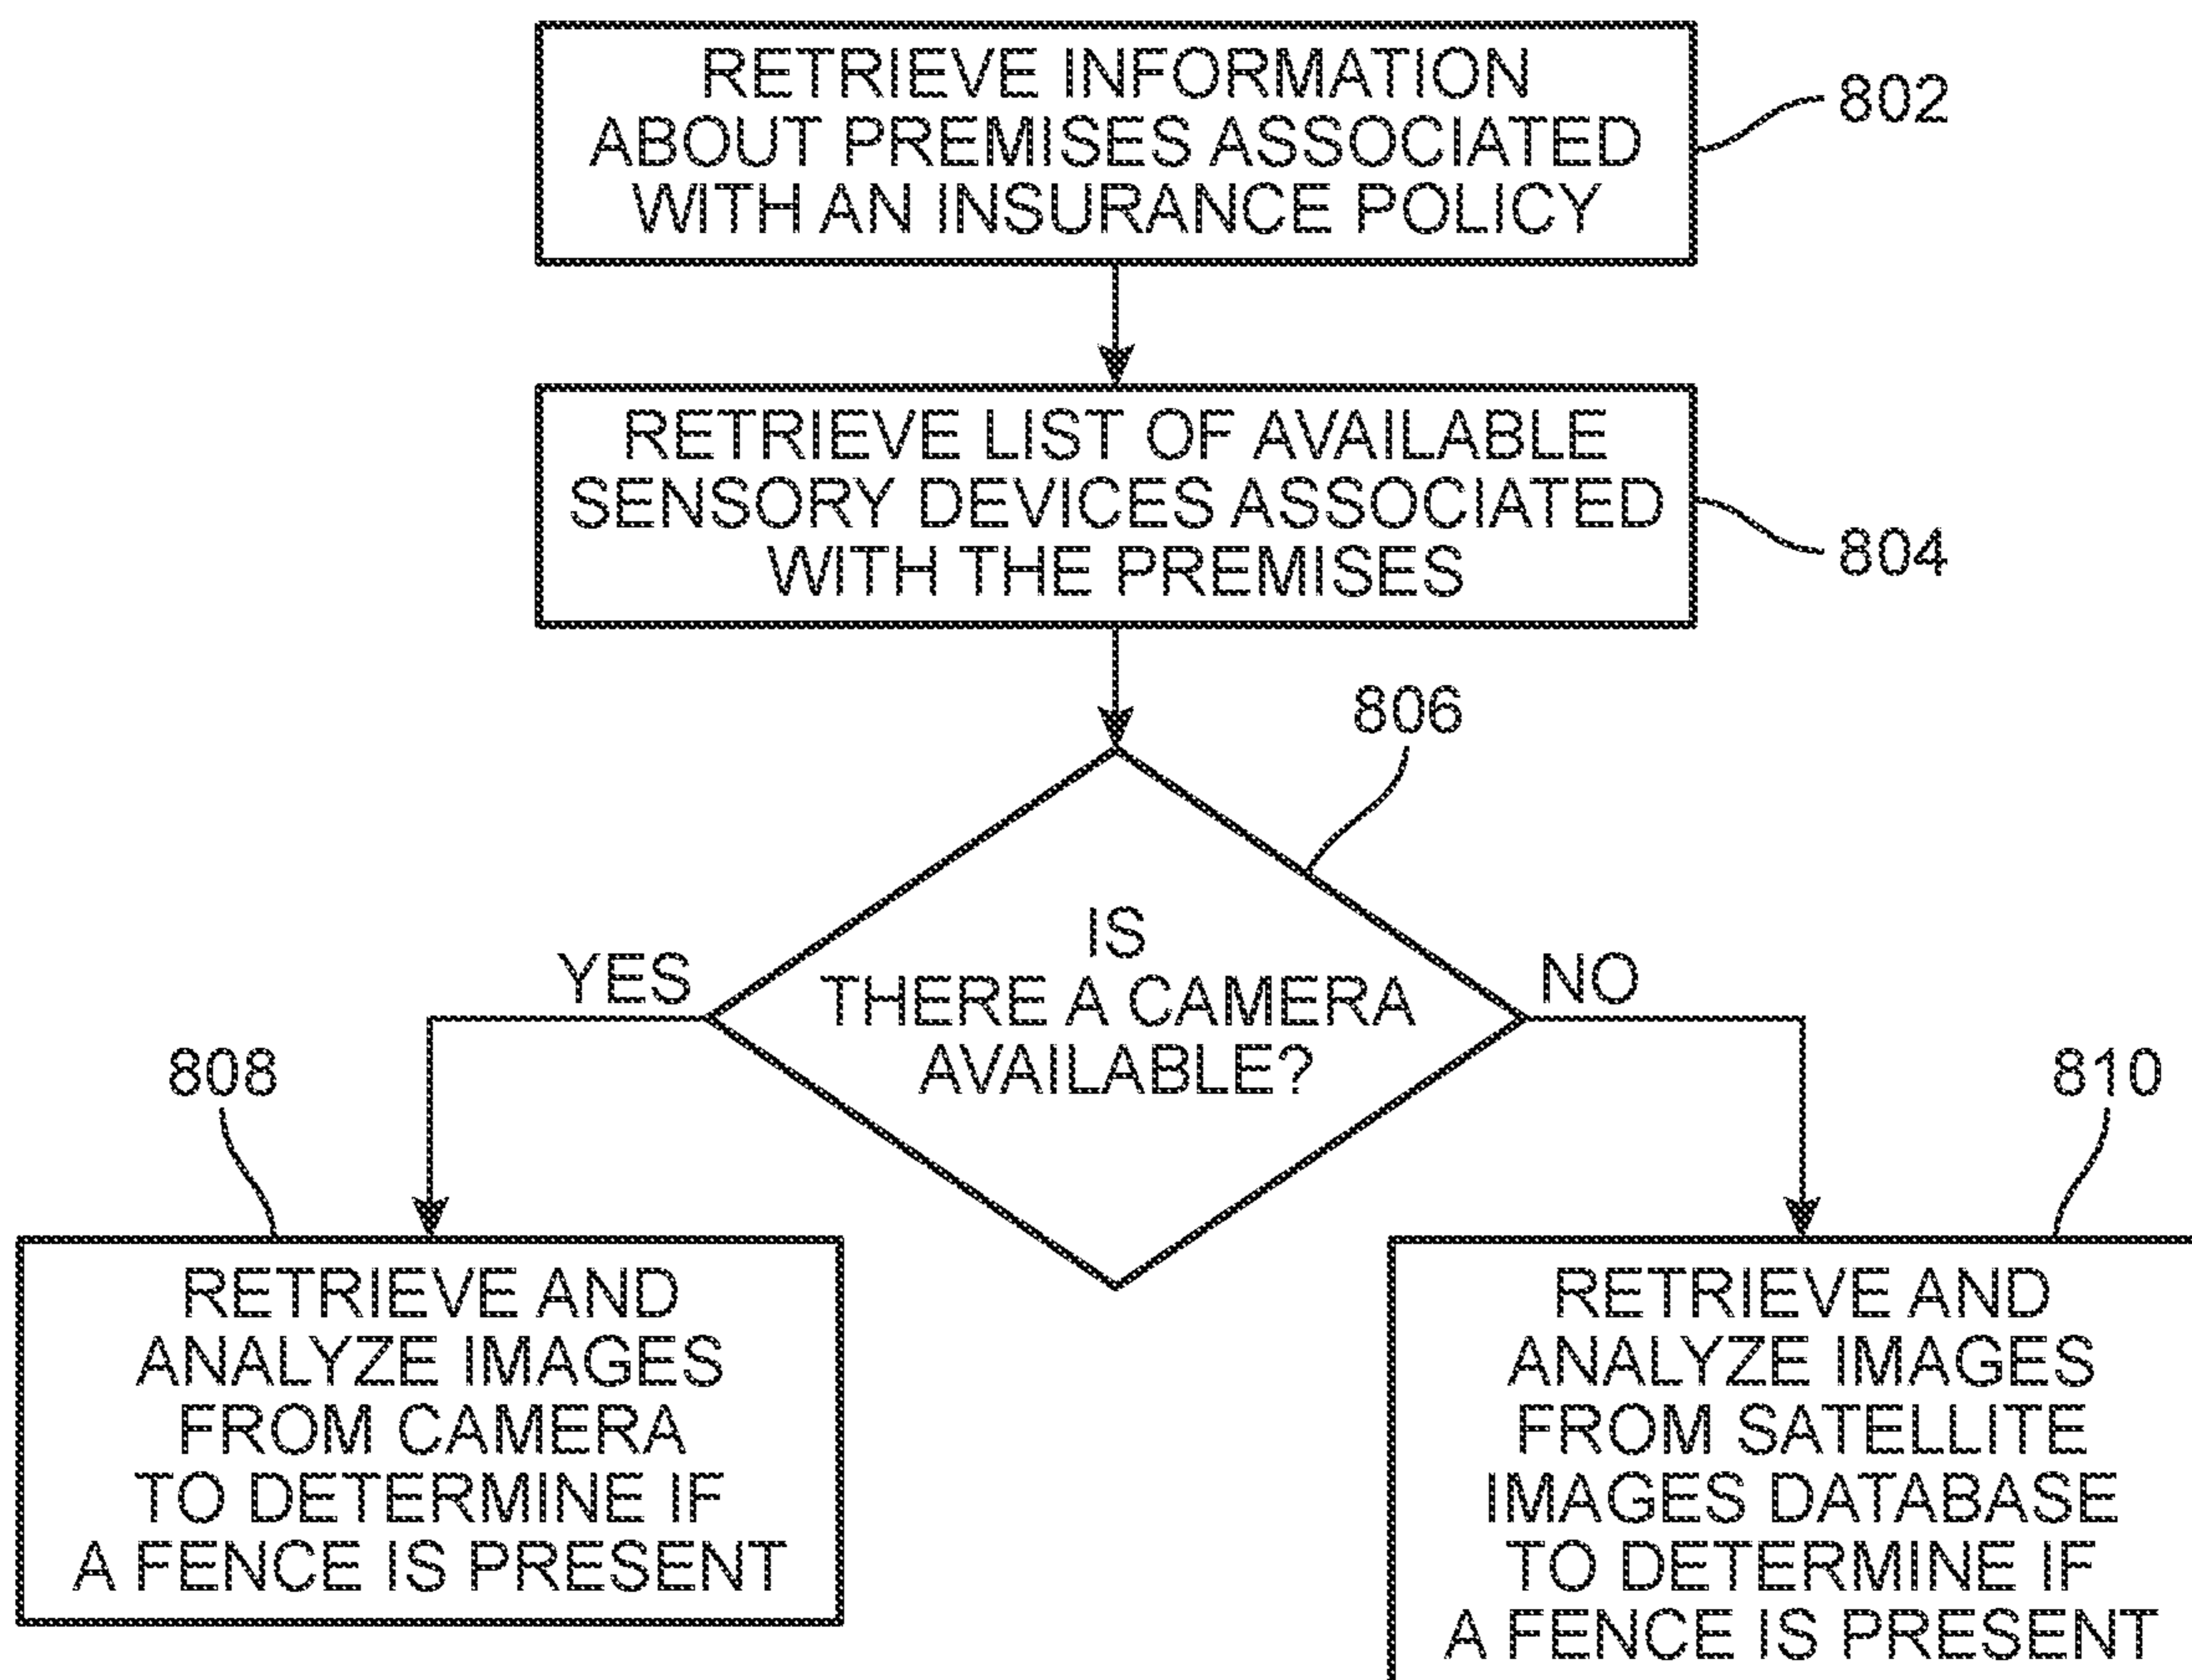 RETRIEVE INFORMATION
ABOUT PREMISES ASSOCIATED
WITH AN INSURANCE POLICY
802
RETRIEVE LIST OF AVAILABLE
SENSORY DEVICES ASSOCIATED
WITH THE PREMISES
804
806
IS
THERE A CAMERA
AVAILABLE?
YES
NO
808
RETRIEVE AND
ANALYZE IMAGES
FROM CAMERA
TO DETERMINE IF
A FENCE IS PRESENT
810
RETRIEVE AND
ANALYZE IMAGES
FROM SATELLITE
IMAGES DATABASE
TO DETERMINE IF
A FENCE IS PRESENT